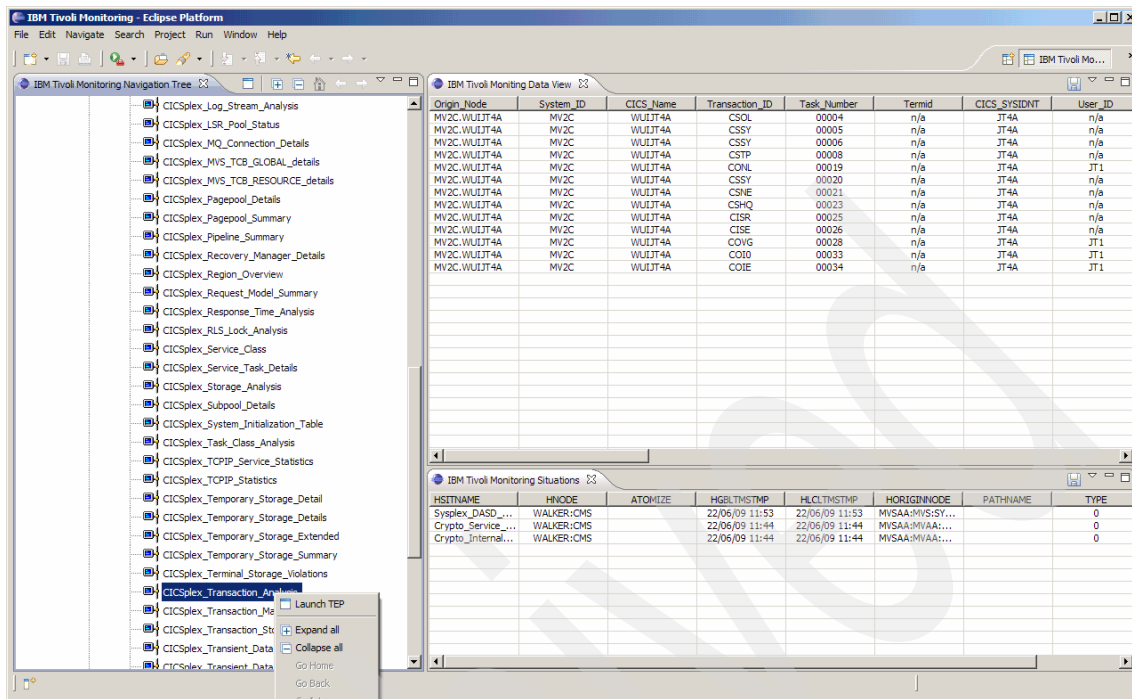 IBM Tivoli Monitoring - Eclipse Platform
File Edit Navigate Search Project Run Window Help
IBM Tivoli Mo...
IBM Tivoli Monitoring Navigation Tree
CICSplex_Log_Stream_Analysis
CICSplex_LSR_Pool_Status
CICSplex_MQ_Connection_Details
CICSplex_MVS_TCB_GLOBAL_details
CICSplex_MVS_TCB_RESOURCE_details
CICSplex_Pagepool_Details
CICSplex_Pagepool_Summary
CICSplex_Pipeline_Summary
CICSplex_Recovery_Manager_Details
CICSplex_Region_Overview
CICSplex_Request_Model_Summary
CICSplex_Response_Time_Analysis
CICSplex_RLS_Lock_Analysis
CICSplex_Service_Class
CICSplex_Service_Task_Details
CICSplex_Storage_Analysis
CICSplex_Subpool_Details
CICSplex_System_Initialization_Table
CICSplex_Task_Class_Analysis
CICSplex_TCPIP_Service_Statistics
CICSplex_TCPIP_Statistics
CICSplex_Temporary_Storage_Detail
CICSplex_Temporary_Storage_Details
CICSplex_Temporary_Storage_Extended
CICSplex_Temporary_Storage_Summary
CICSplex_Terminal_Storage_Violations
CICSplex_Transaction_Analysis
CICSplex_Transaction_Ma
CICSplex_Transaction_Sto
CICSplex_Transient_Data
CICSplex_Transient_Data
Launch TEP
Expand all
Collapse all
Go Home
Go Back
IBM Tivoli Moniting Data View
Origin_Node System_ID CICS_Name Transaction_ID Task_Number Termid CICS_SYSIDNT User_ID
MV2C.WUIJT4A MV2C WUIJT4A CSOL 00004 n/a JT4A n/a
MV2C.WUIJT4A MV2C WUIJT4A CSSY 00005 n/a JT4A n/a
MV2C.WUIJT4A MV2C WUIJT4A CSSY 00006 n/a JT4A n/a
MV2C.WUIJT4A MV2C WUIJT4A CSTP 00008 n/a JT4A n/a
MV2C.WUIJT4A MV2C WUIJT4A CONL 00019 n/a JT4A JT1
MV2C.WUIJT4A MV2C WUIJT4A CSSY 00020 n/a JT4A n/a
MV2C.WUIJT4A MV2C WUIJT4A CSNE 00021 n/a JT4A n/a
MV2C.WUIJT4A MV2C WUIJT4A CSHQ 00023 n/a JT4A n/a
MV2C.WUIJT4A MV2C WUIJT4A CISR 00025 n/a JT4A n/a
MV2C.WUIJT4A MV2C WUIJT4A CISE 00026 n/a JT4A n/a
MV2C.WUIJT4A MV2C WUIJT4A COVG 00028 n/a JT4A JT1
MV2C.WUIJT4A MV2C WUIJT4A COI0 00033 n/a JT4A JT1
MV2C.WUIJT4A MV2C WUIJT4A COIE 00034 n/a JT4A JT1
IBM Tivoli Monitoring Situations
HSITNAME HNODE ATOMIZE HGBLTMSTMP HLCLTMSTMP HORIGINNODE PATHNAME TYPE
Sysplex_DASD_... WALKER:CMS 22/06/09 11:53 22/06/09 11:53 MVSAA:MVS:SY... 0
Crypto_Service_... WALKER:CMS 22/06/09 11:44 22/06/09 11:44 MVSAA:MVAA:... 0
Crypto_Internal... WALKER:CMS 22/06/09 11:44 22/06/09 11:44 MVSAA:MVAA:... 0